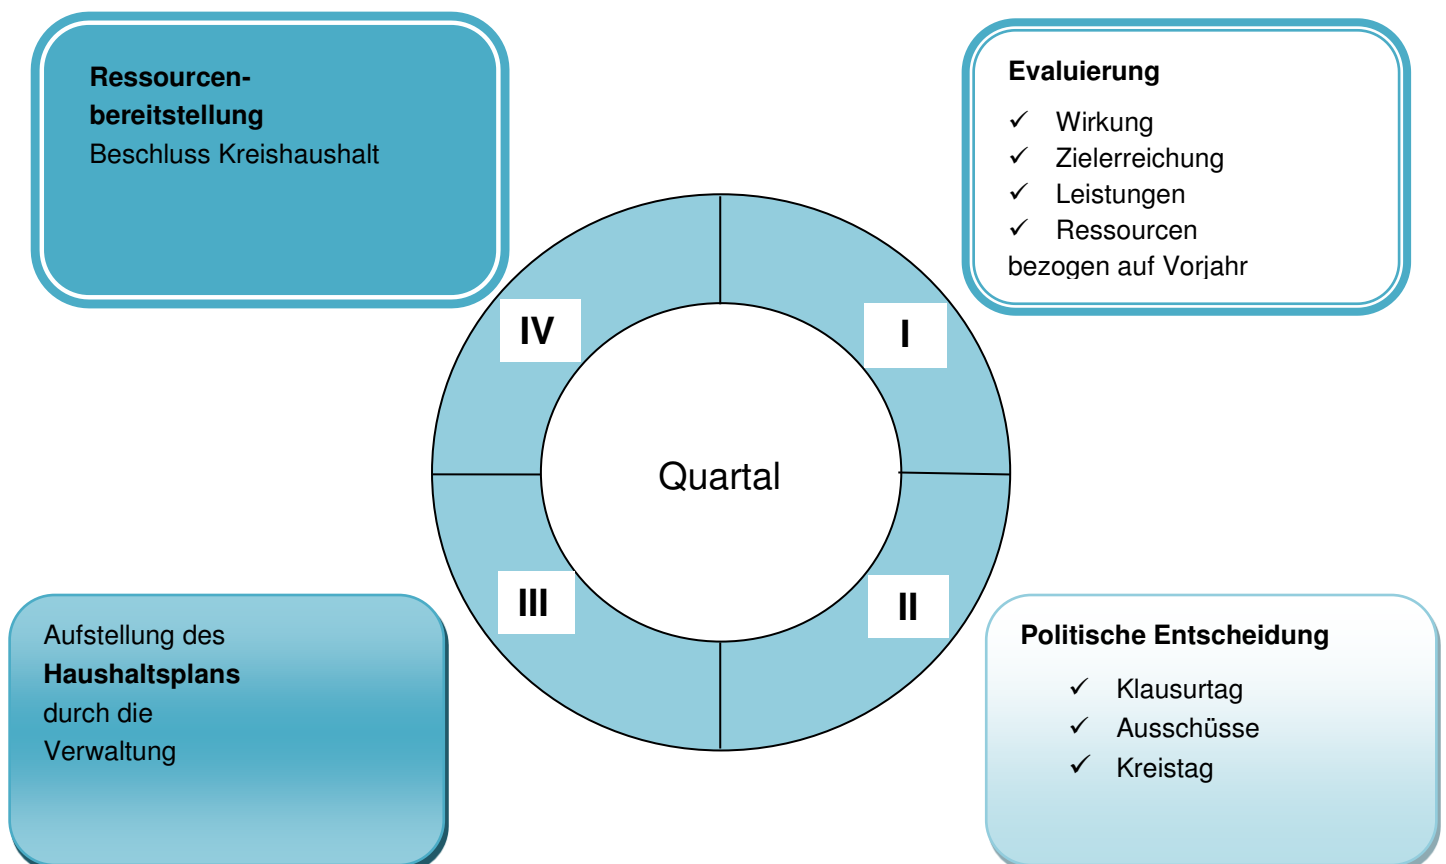 Ressourcen-
bereitstellung
Beschluss Kreishaushalt
Evaluierung
✓ Wirkung
✓ Zielerreichung
✓ Leistungen
✓ Ressourcen
bezogen auf Vorjahr
IV
I
Quartal
III
II
Aufstellung des
Haushaltsplans
durch die
Verwaltung
Politische Entscheidung
✓ Klausurtag
✓ Ausschüsse
✓ Kreistag